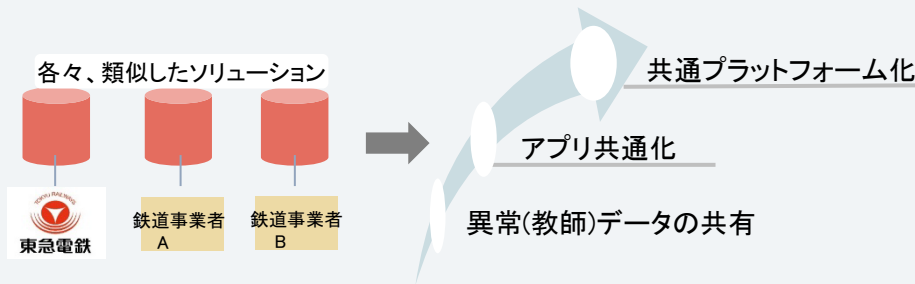 各々、類似したソリューション
共通プラットフォーム化
アプリ共通化
TOKYU RAILWAYS
東急電鉄
鉄道事業者
A
鉄道事業者
B
異常(教師)データの共有